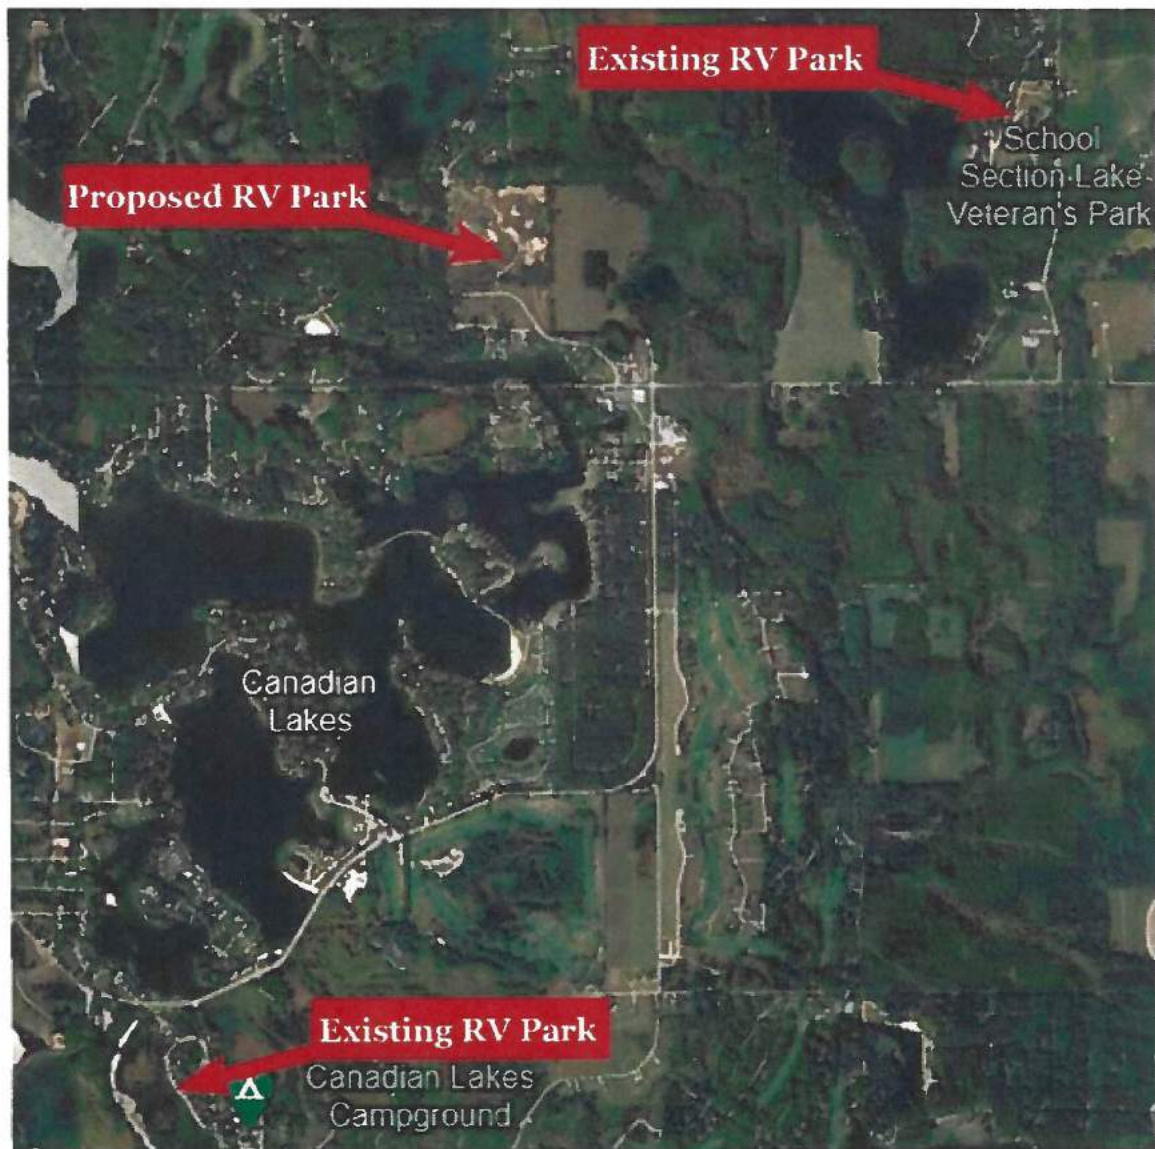 Existing RV Park
School
Section Lake
Veteran's Park
Proposed RV Park
Canadian
Lakes
Existing RV Park
Canadian Lakes
Campground